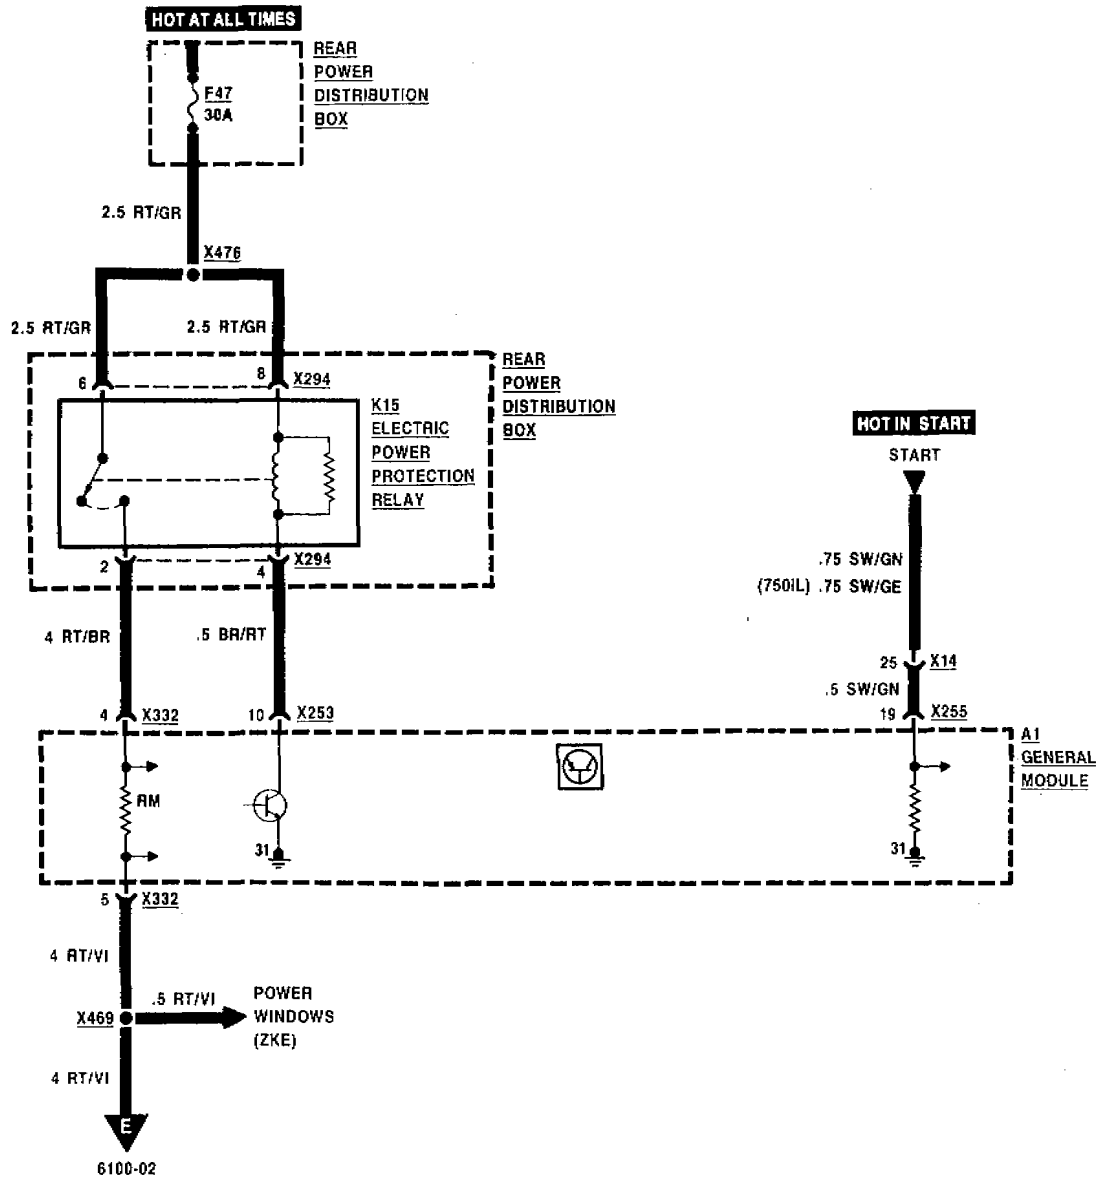 HOT AT ALL TIMES
REAR
POWER
DISTRIBUTION
BOX
F47
30A
2.5 RT/GR
X476
2.5 RT/GR
2.5 RT/GR
REAR
POWER
DISTRIBUTION
BOX
6
8
X294
K15
ELECTRIC
POWER
PROTECTION
RELAY
HOT IN START
START
2
4
X294
.75 SW/GN
(750iL) .75 SW/GE
4 RT/BR
.5 BR/RT
25
X14
.5 SW/GN
4
X332
10
X253
19
X255
A1
GENERAL
MODULE
RM
31
31
5
X332
4 RT/VI
.5 RT/VI
POWER
WINDOWS
(ZKE)
X469
4 RT/VI
E
6100-02